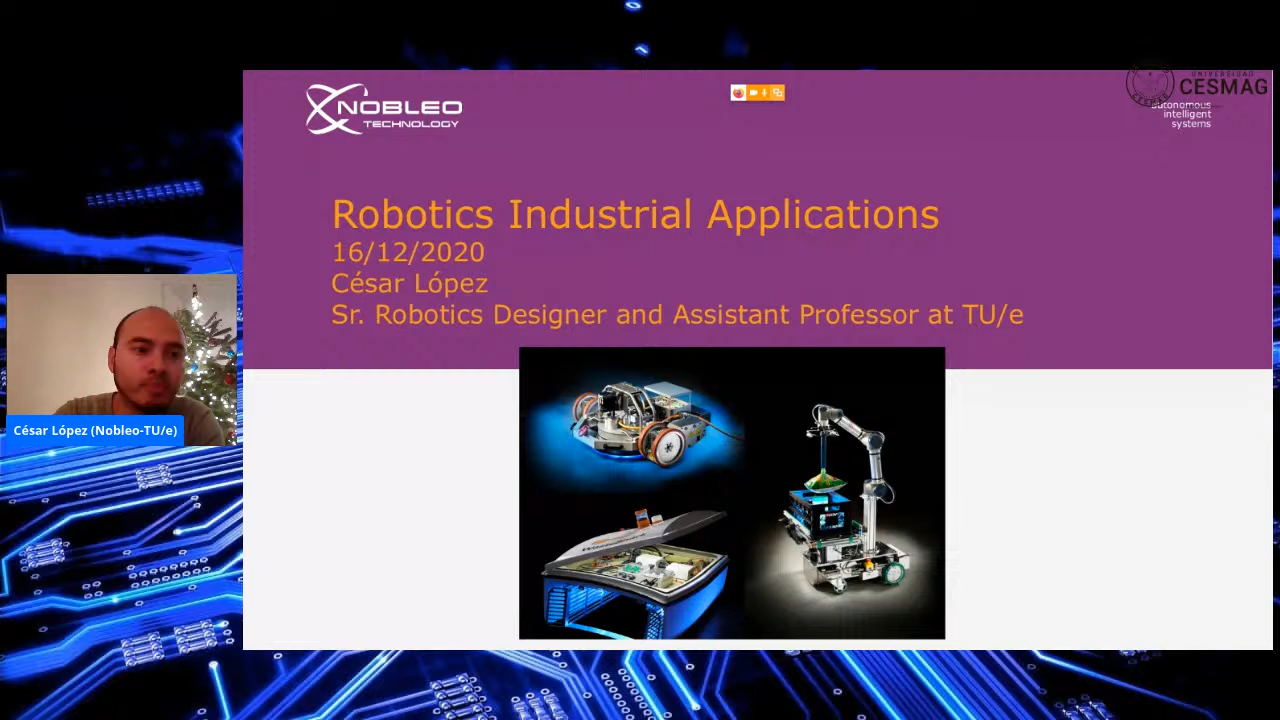 NOBLEO
TECHNOLOGY
UNIVERSIDAD
CESMAG
autonomous
intelligent
systems
Robotics Industrial Applications
16/12/2020
César López
Sr. Robotics Designer and Assistant Professor at TU/e
César López (Nobleo-TU/e)